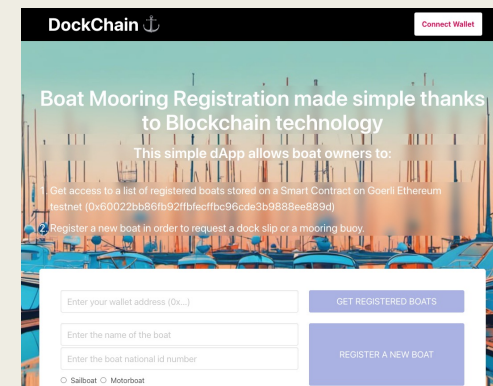 DockChain
Connect Wallet
Boat Mooring Registration made simple thanks
to Blockchain technology
This simple dApp allows boat owners to:
1. Get access to a list of registered boats stored on a Smart Contract on Goerli Ethereum
testnet (0x60022bb86fb92ffbfecffbc96cde3b9888ee889d)
2. Register a new boat in order to request a dock slip or a mooring buoy.
Enter your wallet address (0x...)
GET REGISTERED BOATS
Enter the name of the boat
Enter the boat national id number
REGISTER A NEW BOAT
Sailboat Motorboat